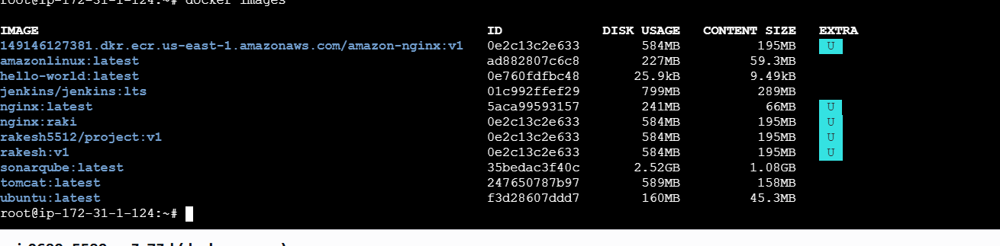 root@ip-172-31-1-124:~# docker images
IMAGE ID DISK USAGE CONTENT SIZE EXTRA
149146127381.dkr.ecr.us-east-1.amazonaws.com/amazon-nginx:v1 0e2c13c2e633 584MB 195MB U
amazonlinux:latest ad882807c6c8 227MB 59.3MB
hello-world:latest 0e760fdfbc48 25.9kB 9.49kB
jenkins/jenkins:lts 01c992ffef29 799MB 289MB
nginx:latest 5aca99593157 241MB 66MB U
nginx:raki 0e2c13c2e633 584MB 195MB U
rakesh5512/project:v1 0e2c13c2e633 584MB 195MB U
rakesh:v1 0e2c13c2e633 584MB 195MB U
sonarqube:latest 35bedac3f40c 2.52GB 1.08GB
tomcat:latest 247650787b97 589MB 158MB
ubuntu:latest f3d28607ddd7 160MB 45.3MB
root@ip-172-31-1-124:~#